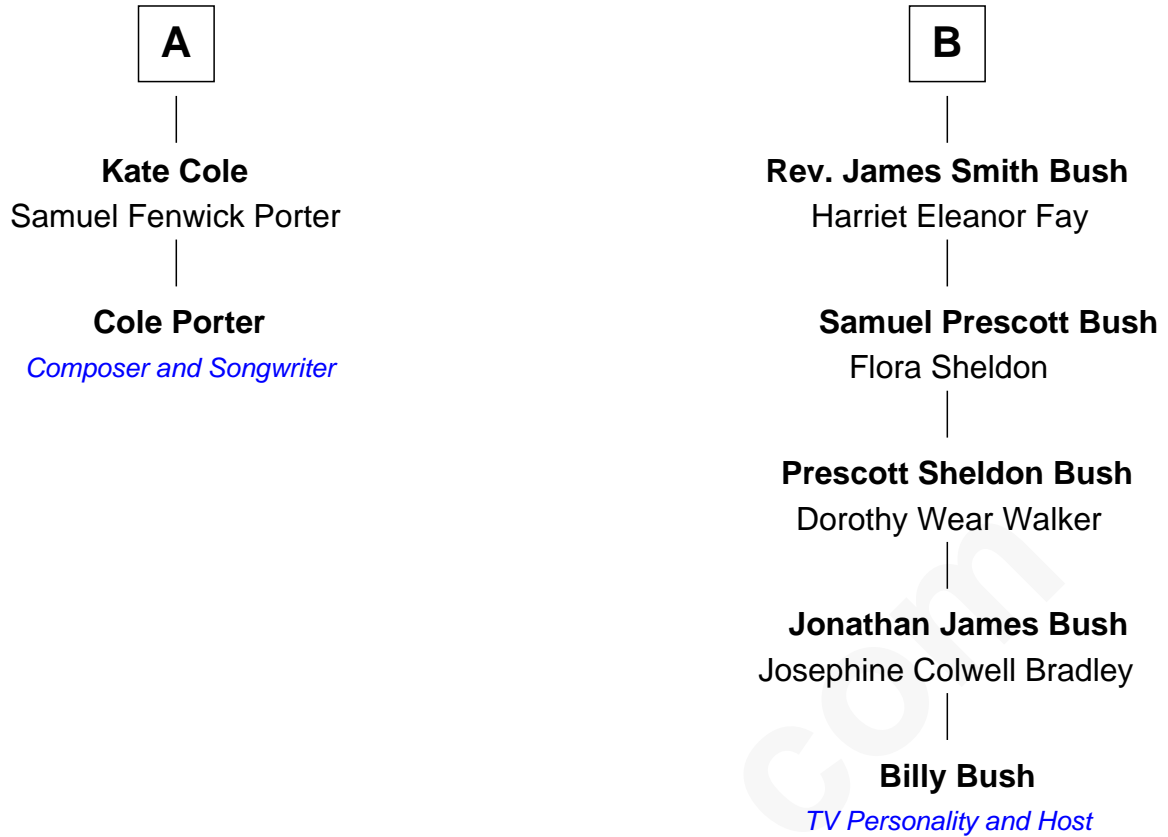 A
Kate Cole
Samuel Fenwick Porter
Cole Porter
Composer and Songwriter
B
Rev. James Smith Bush
Harriet Eleanor Fay
Samuel Prescott Bush
Flora Sheldon
Prescott Sheldon Bush
Dorothy Wear Walker
Jonathan James Bush
Josephine Colwell Bradley
Billy Bush
TV Personality and Host
com